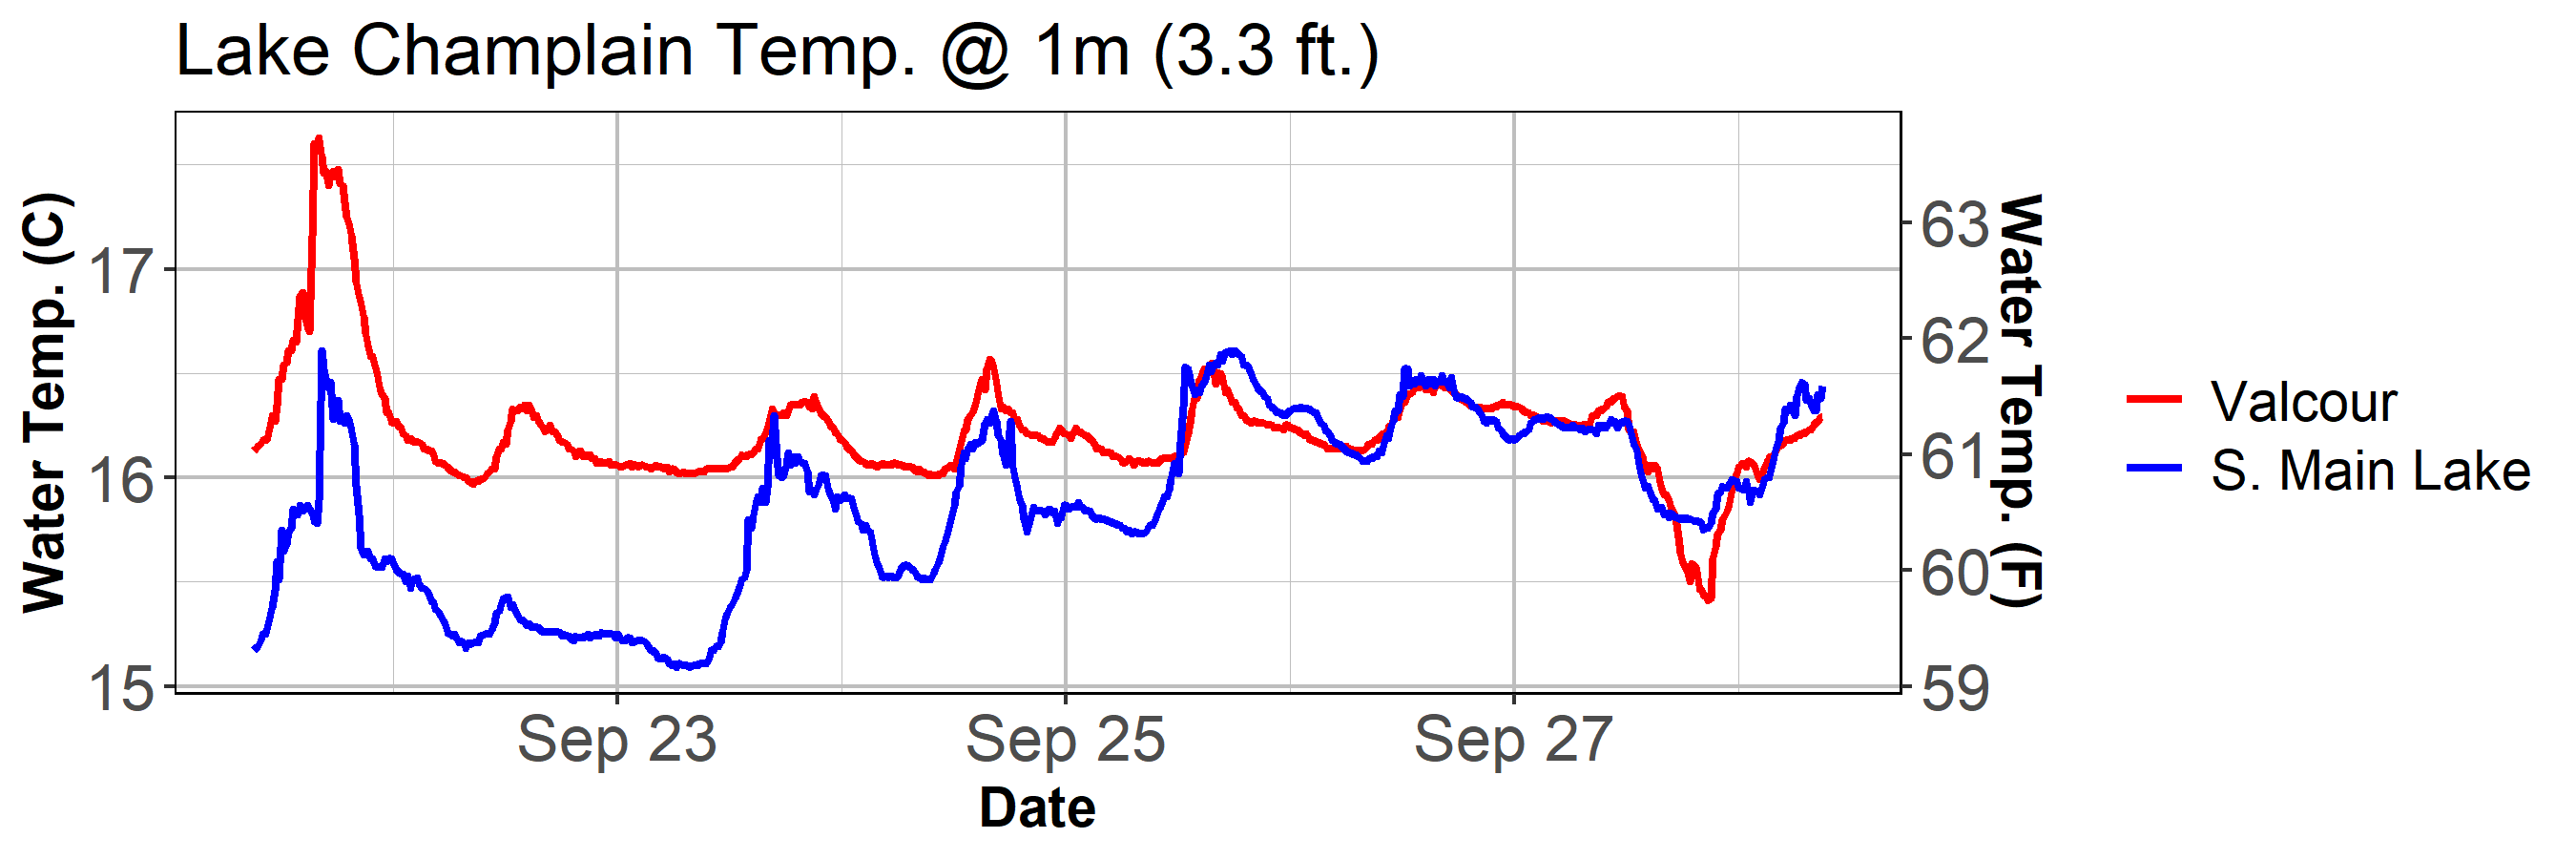 Lake Champlain Temp. @ 1m (3.3 ft.)
Water Temp. (C)
17
16
15
63
62
61
60
59
Water Temp. (F)
Sep 23
Sep 25
Sep 27
Date
Valcour
S. Main Lake